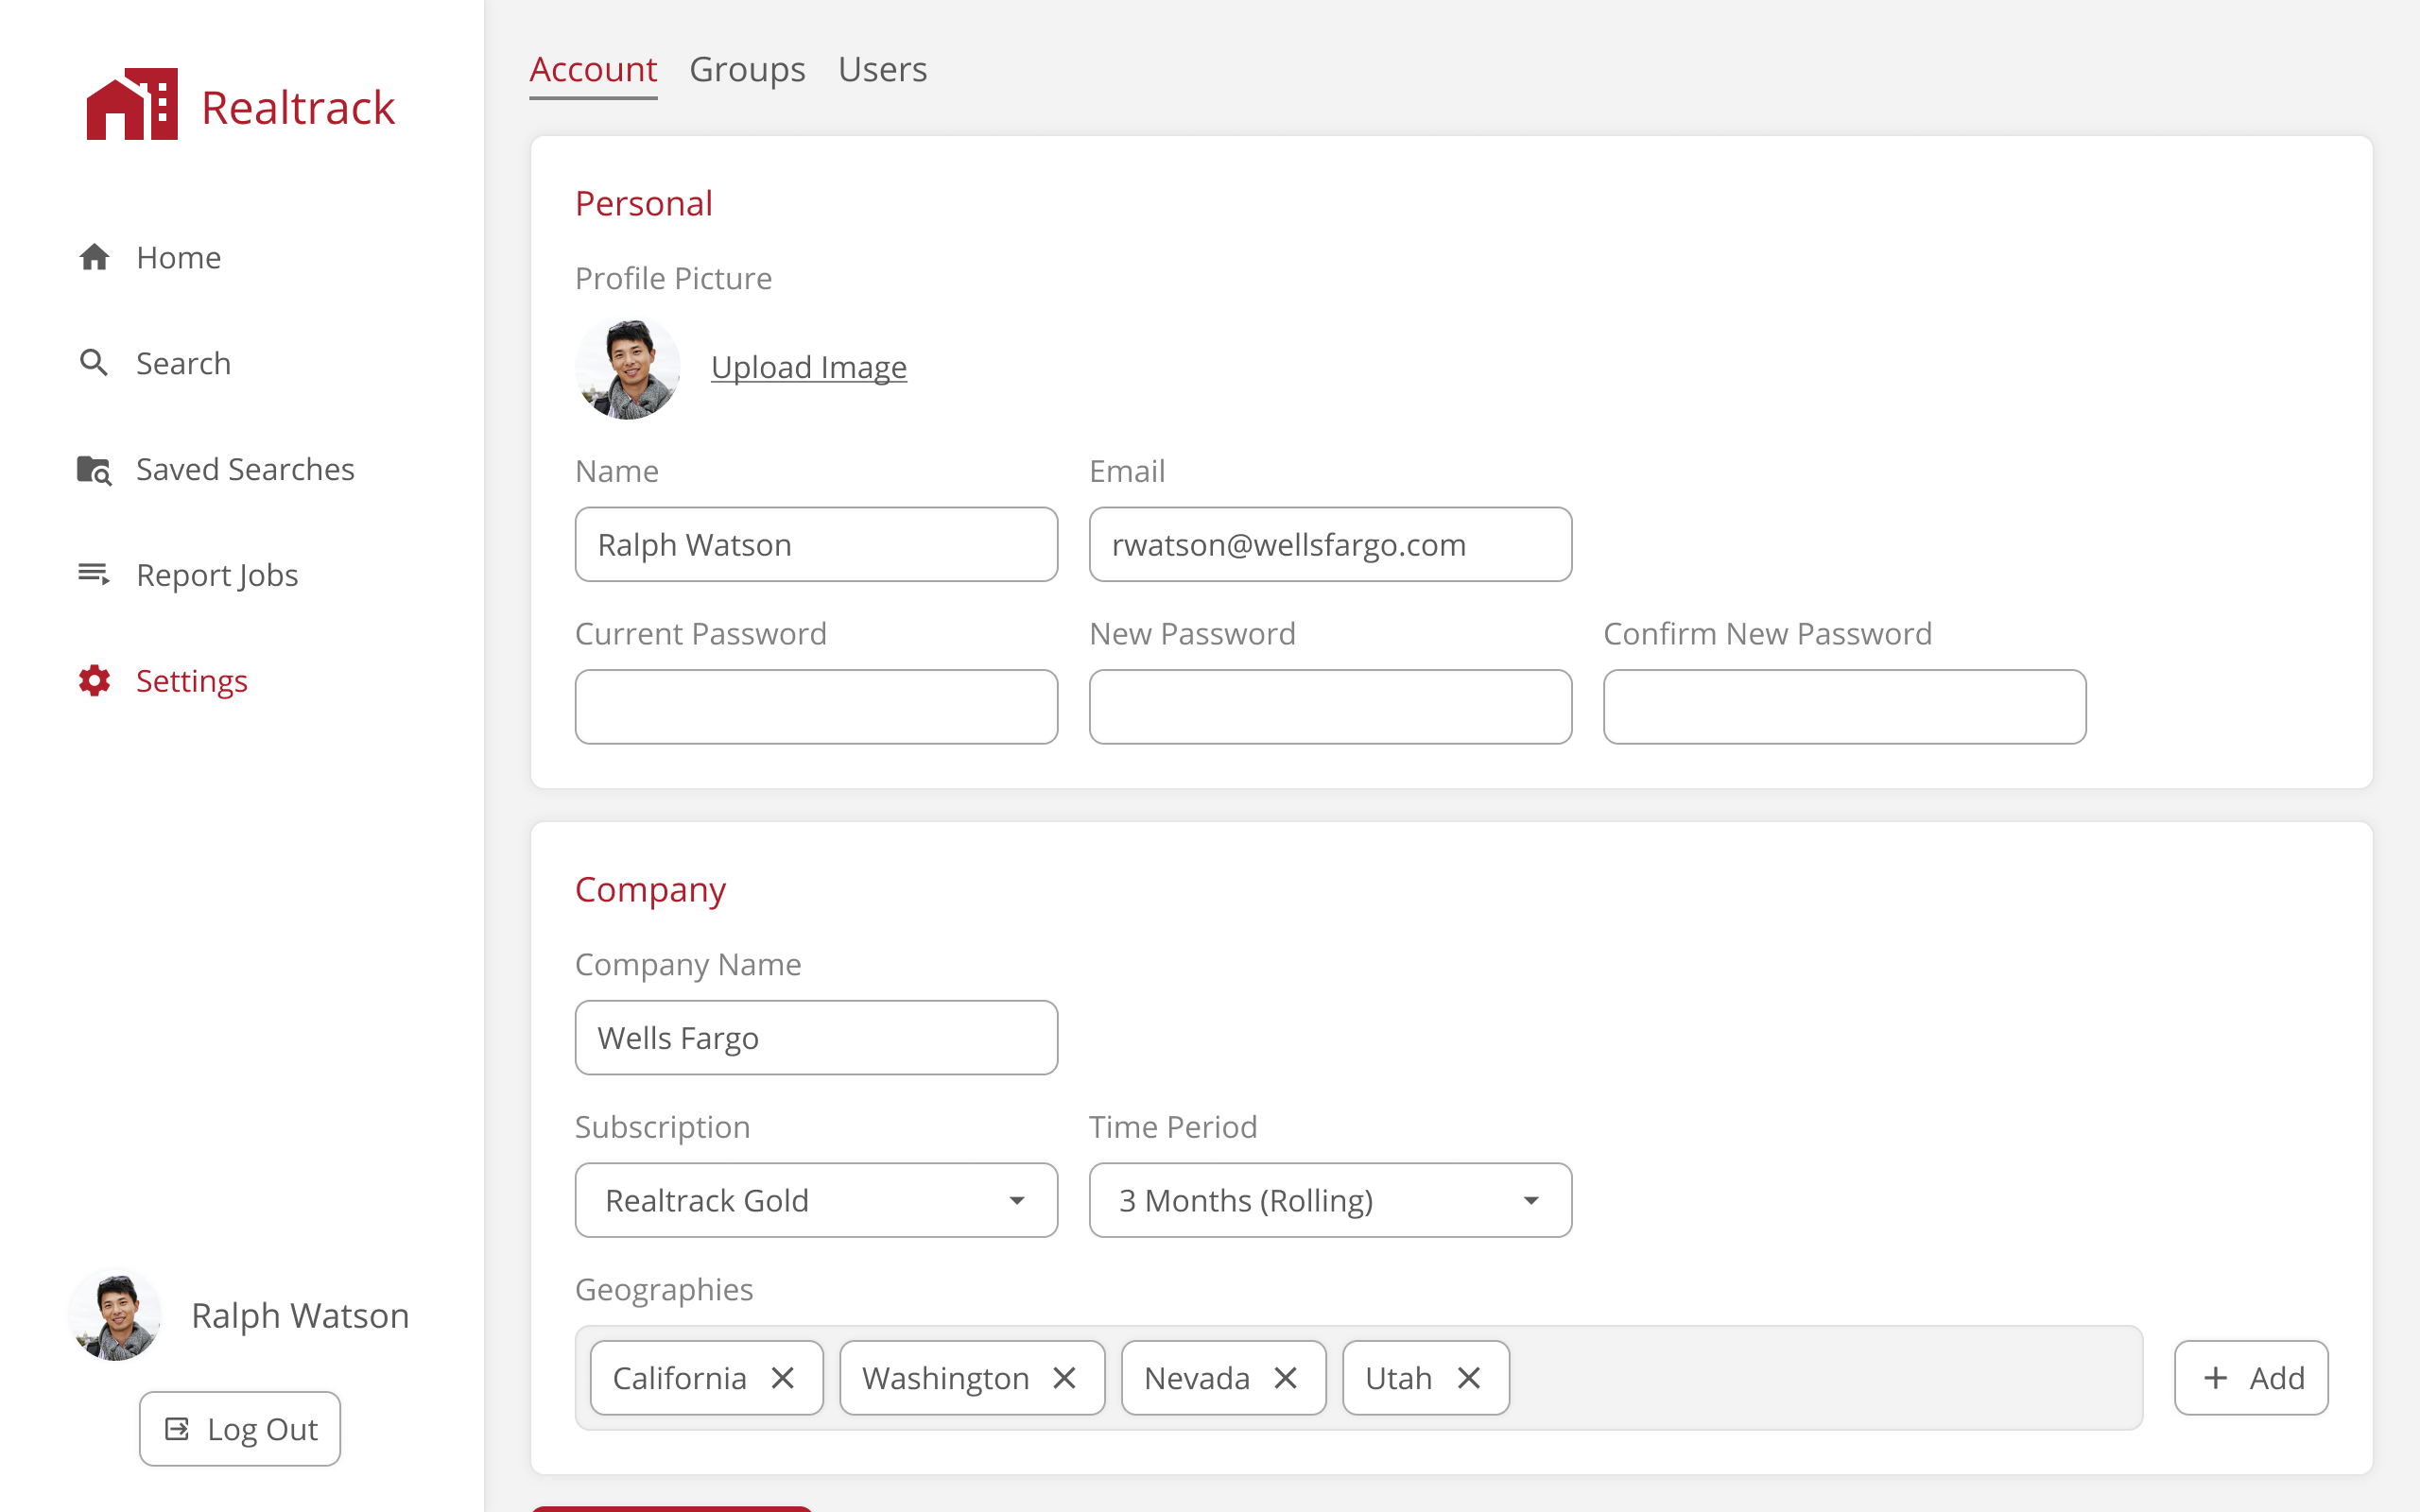 Realtrack
Home
Search
Saved Searches
Report Jobs
Settings
Ralph Watson
Log Out
Account Groups Users
Personal
Profile Picture
Upload Image
Name Email
Ralph Watson rwatson@wellsfargo.com
Current Password New Password Confirm New Password
Company
Company Name
Wells Fargo
Subscription Time Period
Realtrack Gold 3 Months (Rolling)
Geographies
California Washington Nevada Utah Add